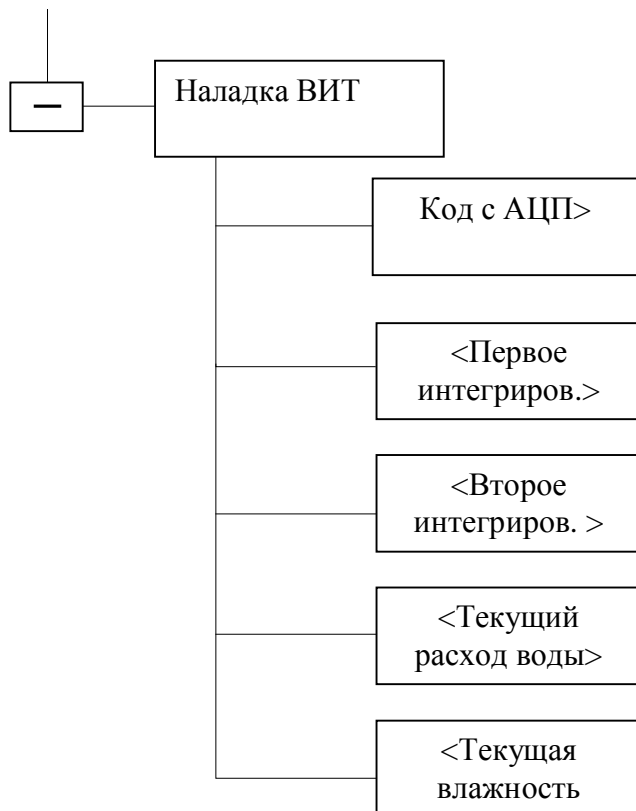 Наладка ВИТ
Код с АЦП>
<Первое
интегриров.>
<Второе
интегриров. >
<Текущий
расход воды>
<Текущая
влажность